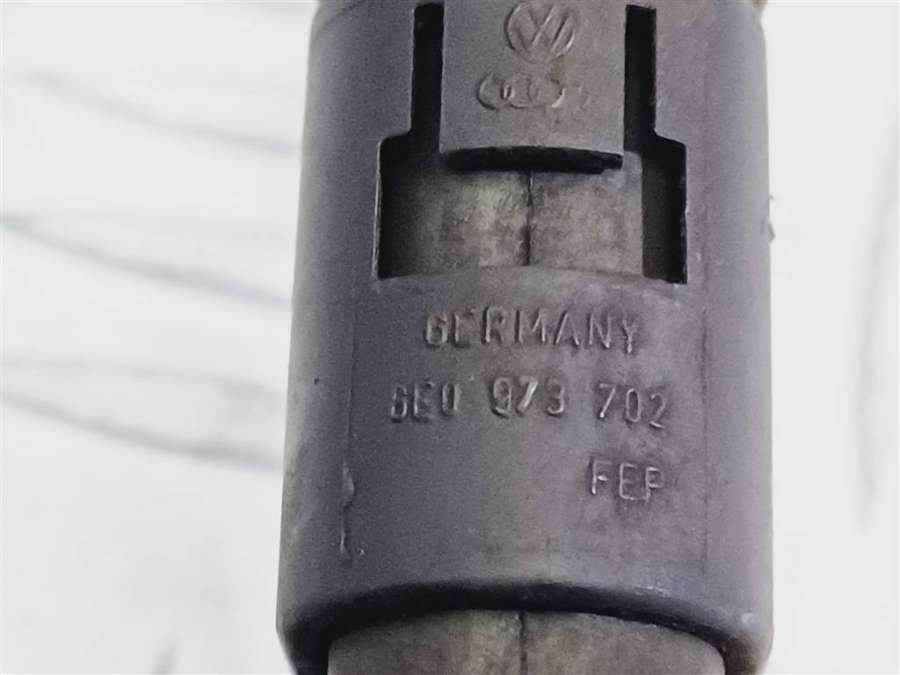 GERMANY
6E0 973 702
FEP